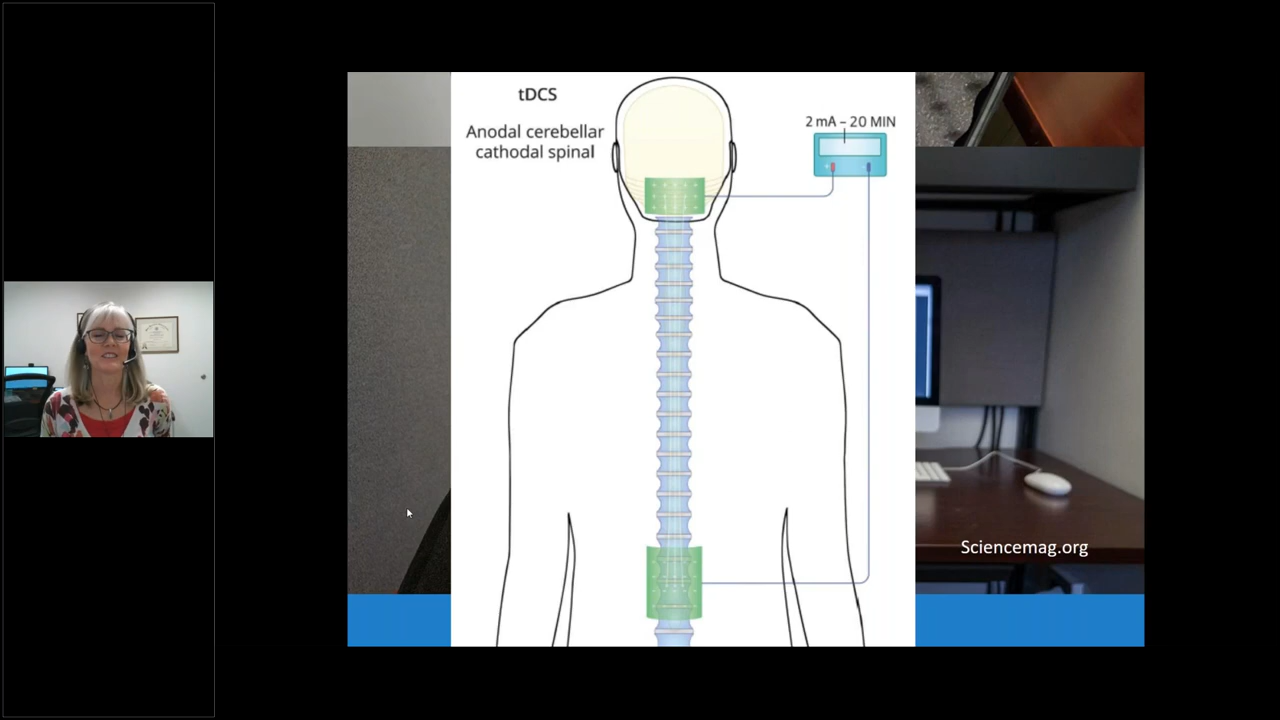 tDCS
Anodal cerebellar
cathodal spinal
2 mA – 20 MIN
Sciencemag.org